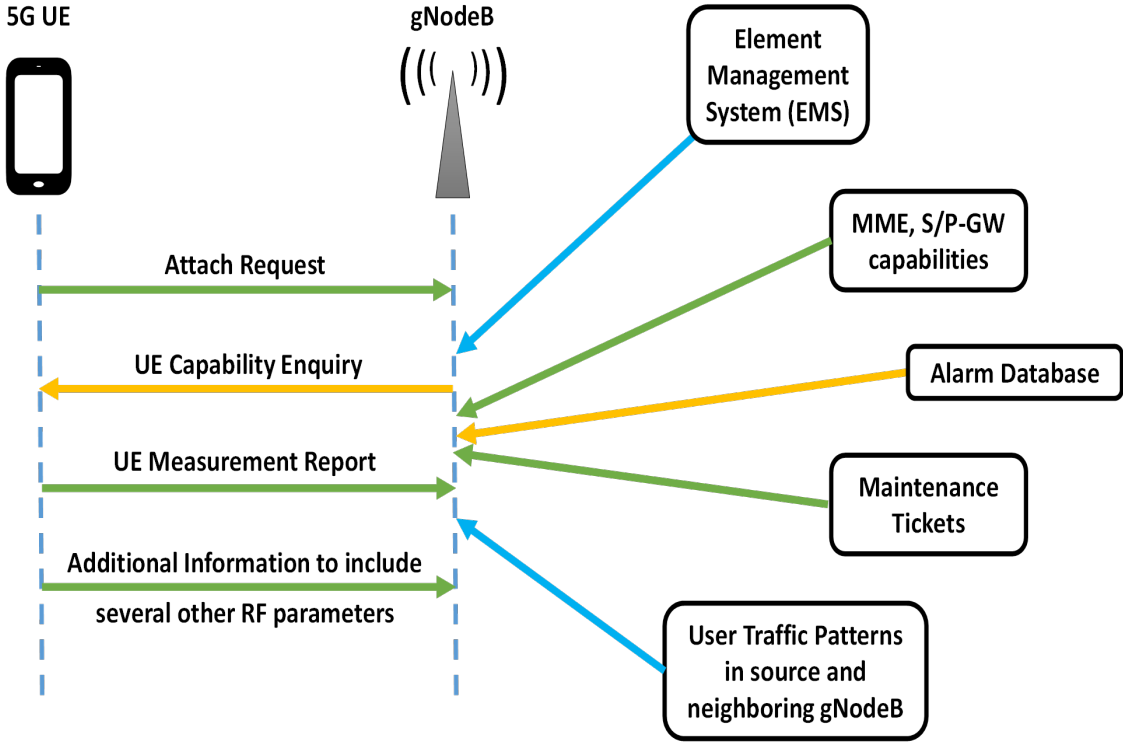 5G UE
gNodeB
Element
Management
System (EMS)
MME, S/P-GW
capabilities
Attach Request
UE Capability Enquiry
Alarm Database
UE Measurement Report
Maintenance
Tickets
Additional Information to include
several other RF parameters
User Traffic Patterns
in source and
neighboring gNodeB